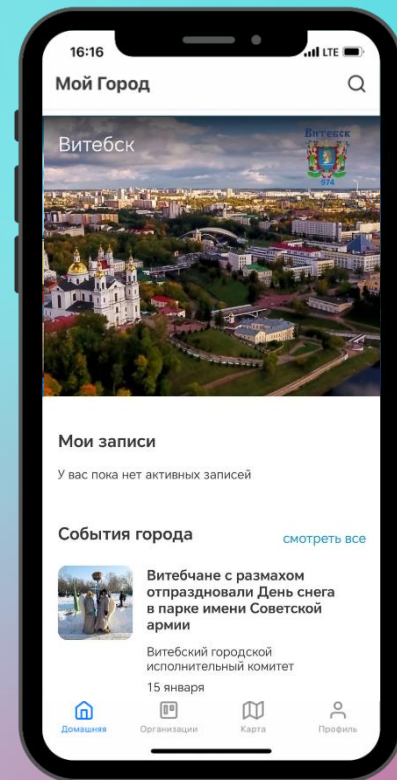 16:16
LTE
Мой Город
Витебск
Витебск
974
Мои записи
У вас пока нет активных записей
События города
смотреть все
Витебчане с размахом
отпраздновали День снега
в парке имени Советской
армии
Витебский городской
исполнительный комитет
15 января
Домашняя
Организации
Карта
Профиль